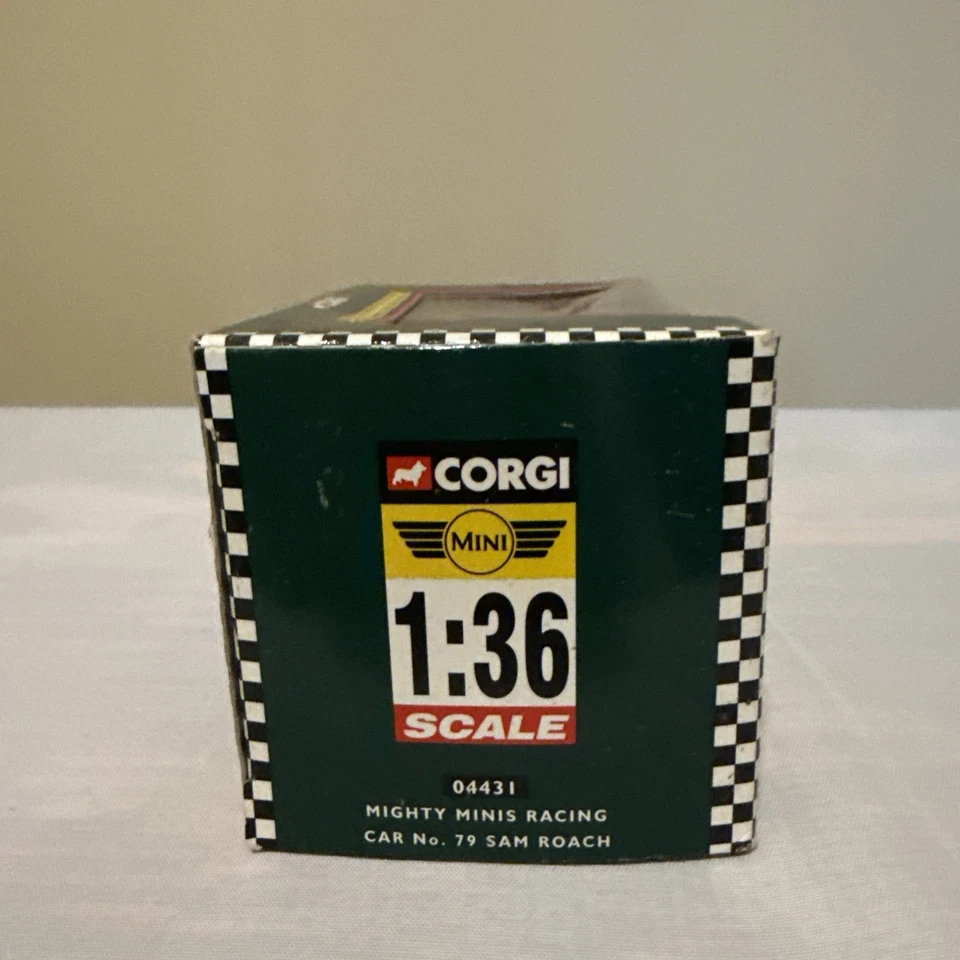 CORGI
MINI
1:36
SCALE
04431
MIGHTY MINIS RACING
CAR No. 79 SAM ROACH